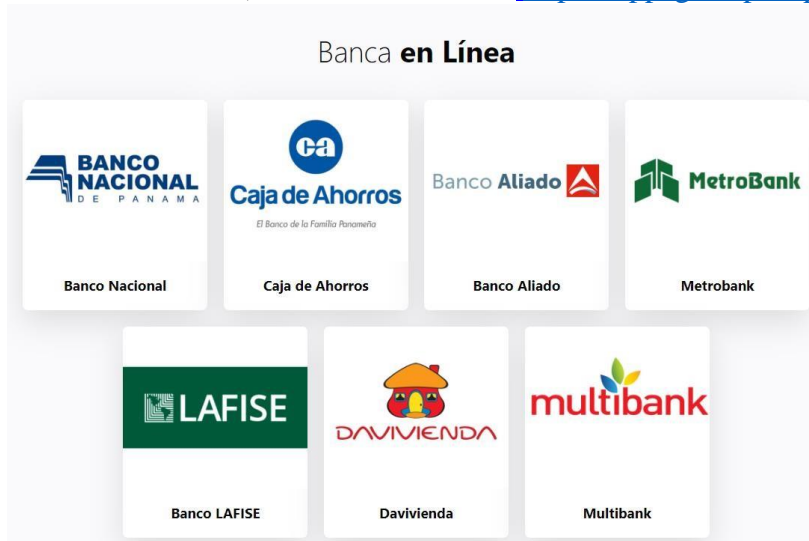 Banca en Línea
BANCO
NACIONAL
DE PANAMA
Banco Nacional
ca
Caja de Ahorros
El Banco de la Familia Panameña
Caja de Ahorros
Banco Aliado
Banco Aliado
MetroBank
Metrobank
LAFISE
Banco LAFISE
DAVIVIENDA
Davivienda
multibank
Multibank